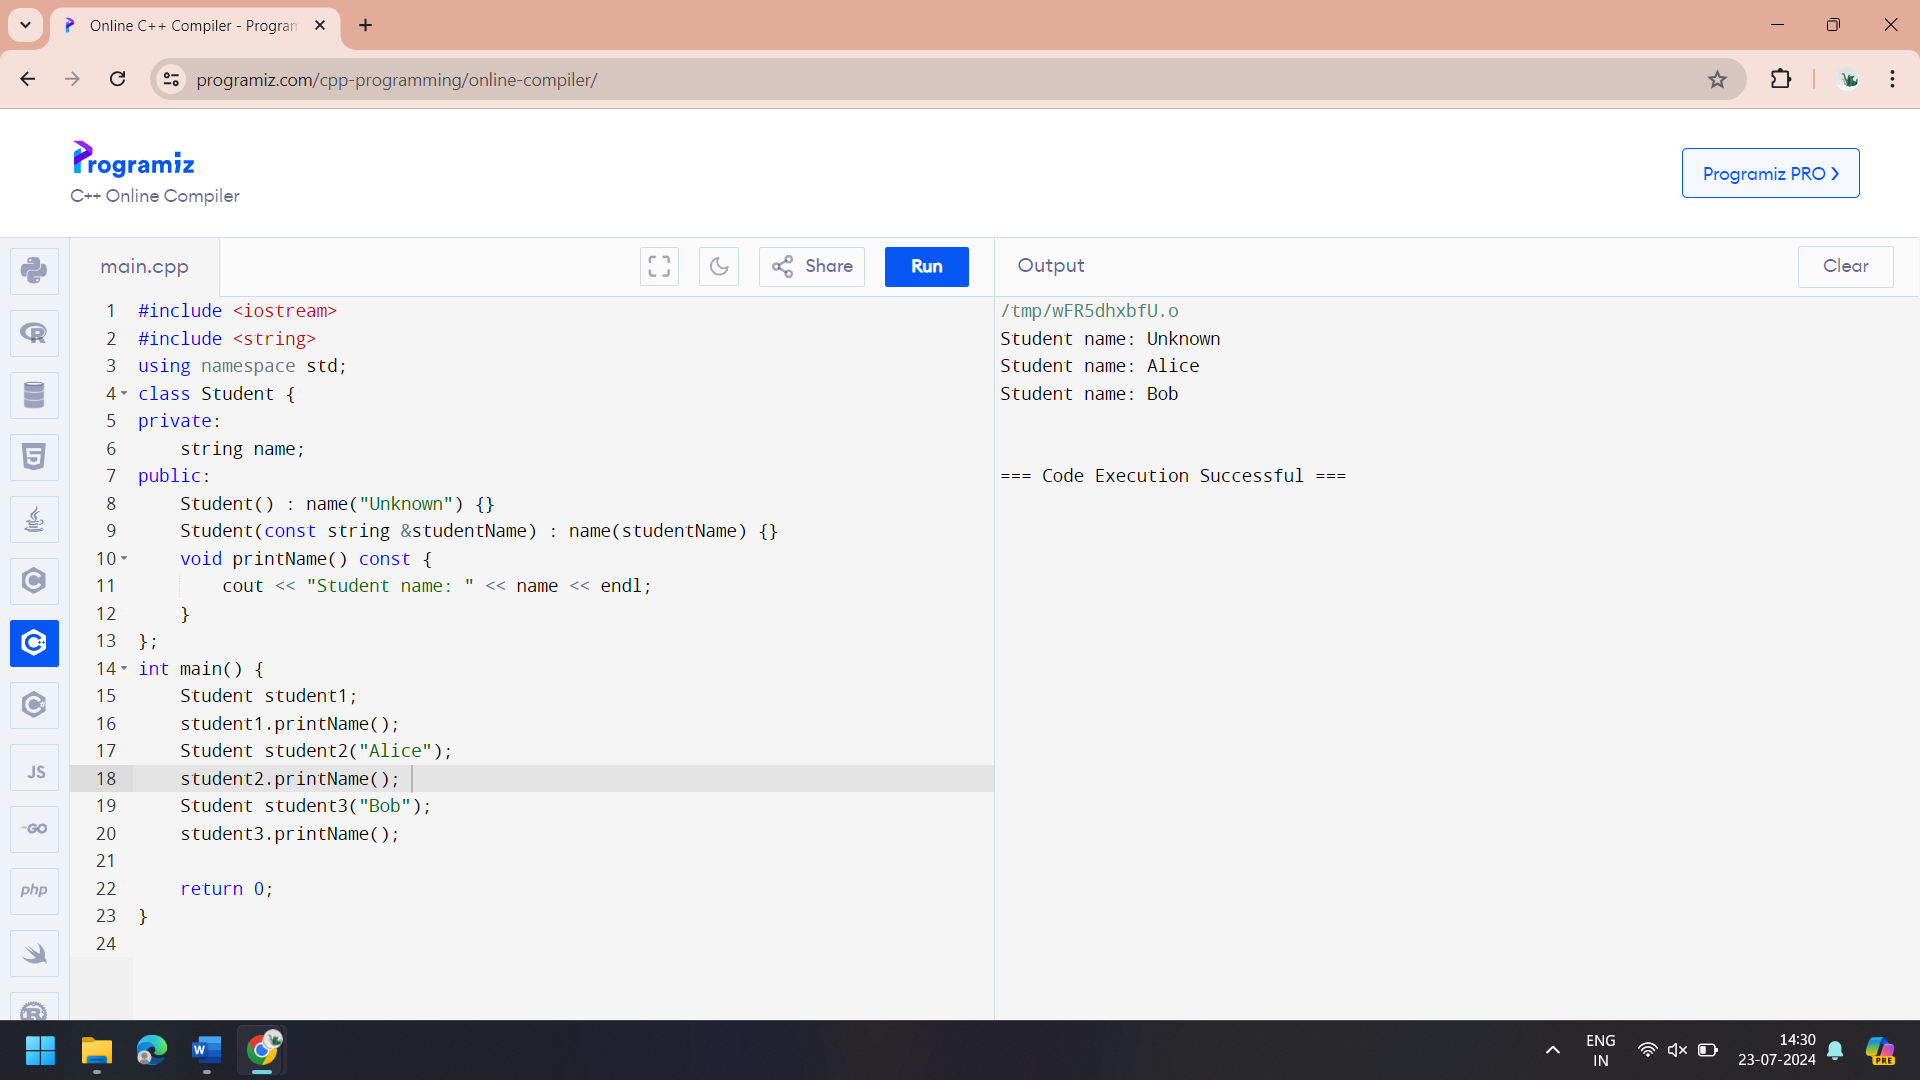 Online C++ Compiler - Program
programiz.com/cpp-programming/online-compiler/
Programiz
C++ Online Compiler
Programiz PRO
main.cpp
Share
Run
Output
Clear
1 #include <iostream>
2 #include <string>
3 using namespace std;
4 class Student {
5 private:
6 string name;
7 public:
8 Student() : name("Unknown") {}
9 Student(const string &studentName) : name(studentName) {}
10 void printName() const {
11 cout << "Student name: " << name << endl;
12 }
13 };
14 int main() {
15 Student student1;
16 student1.printName();
17 Student student2("Alice");
18 student2.printName();
19 Student student3("Bob");
20 student3.printName();
21
22 return 0;
23 }
24
/tmp/wFR5dhxbfU.o
Student name: Unknown
Student name: Alice
Student name: Bob
=== Code Execution Successful ===
R
5
C
C++
C#
JS
GO
php
R
W
ENG
IN
14:30
23-07-2024
PRE